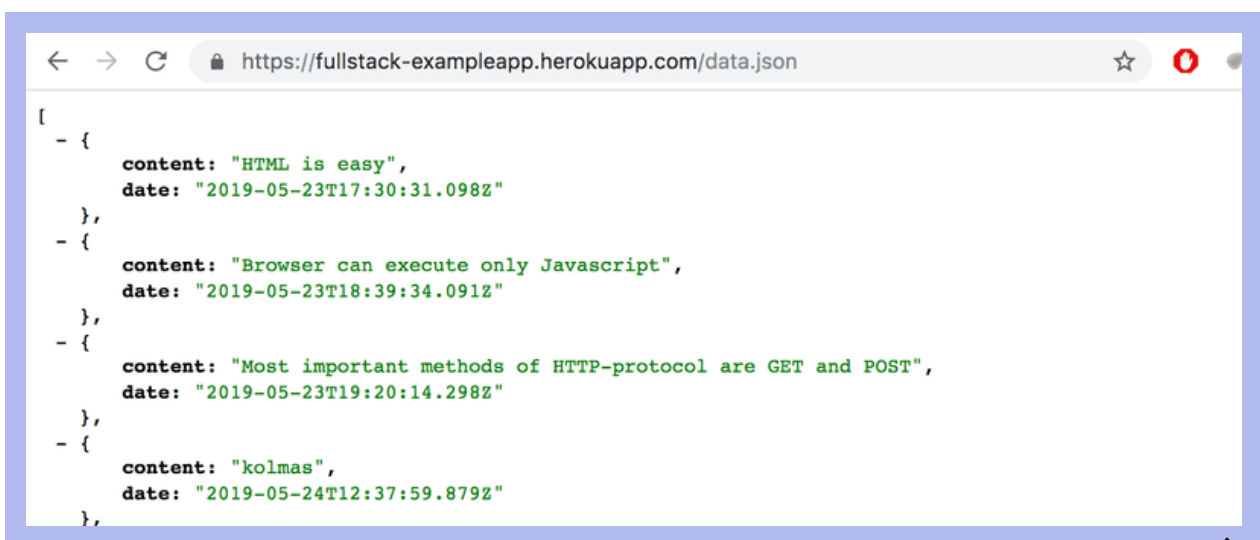 https://fullstack-exampleapp.herokuapp.com/data.json
[
- {
content: "HTML is easy",
date: "2019-05-23T17:30:31.098Z"
},
- {
content: "Browser can execute only Javascript",
date: "2019-05-23T18:39:34.091Z"
},
- {
content: "Most important methods of HTTP-protocol are GET and POST",
date: "2019-05-23T19:20:14.298Z"
},
- {
content: "kolmas",
date: "2019-05-24T12:37:59.879Z"
},